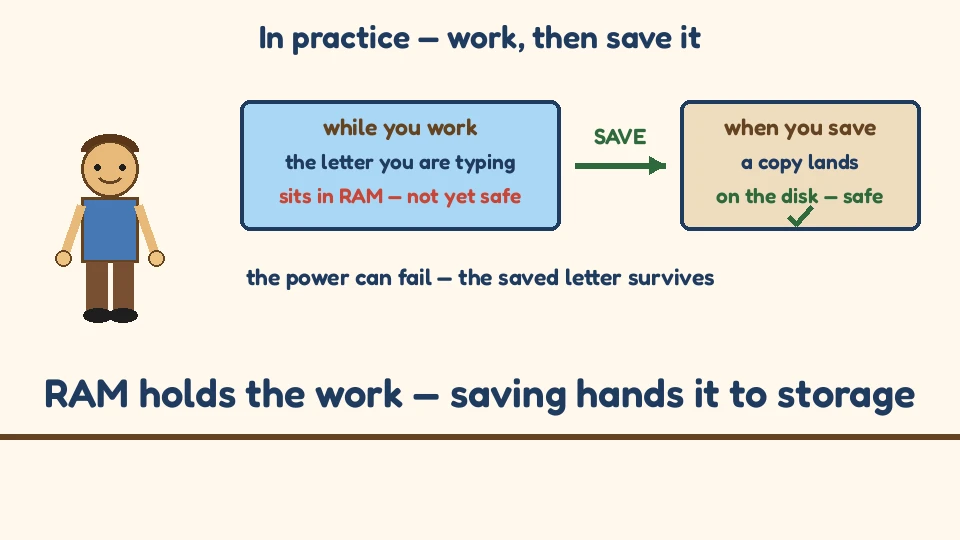 In practice — work, then save it
while you work
the letter you are typing
sits in RAM — not yet safe
SAVE
when you save
a copy lands
on the disk — safe
the power can fail — the saved letter survives
RAM holds the work — saving hands it to storage